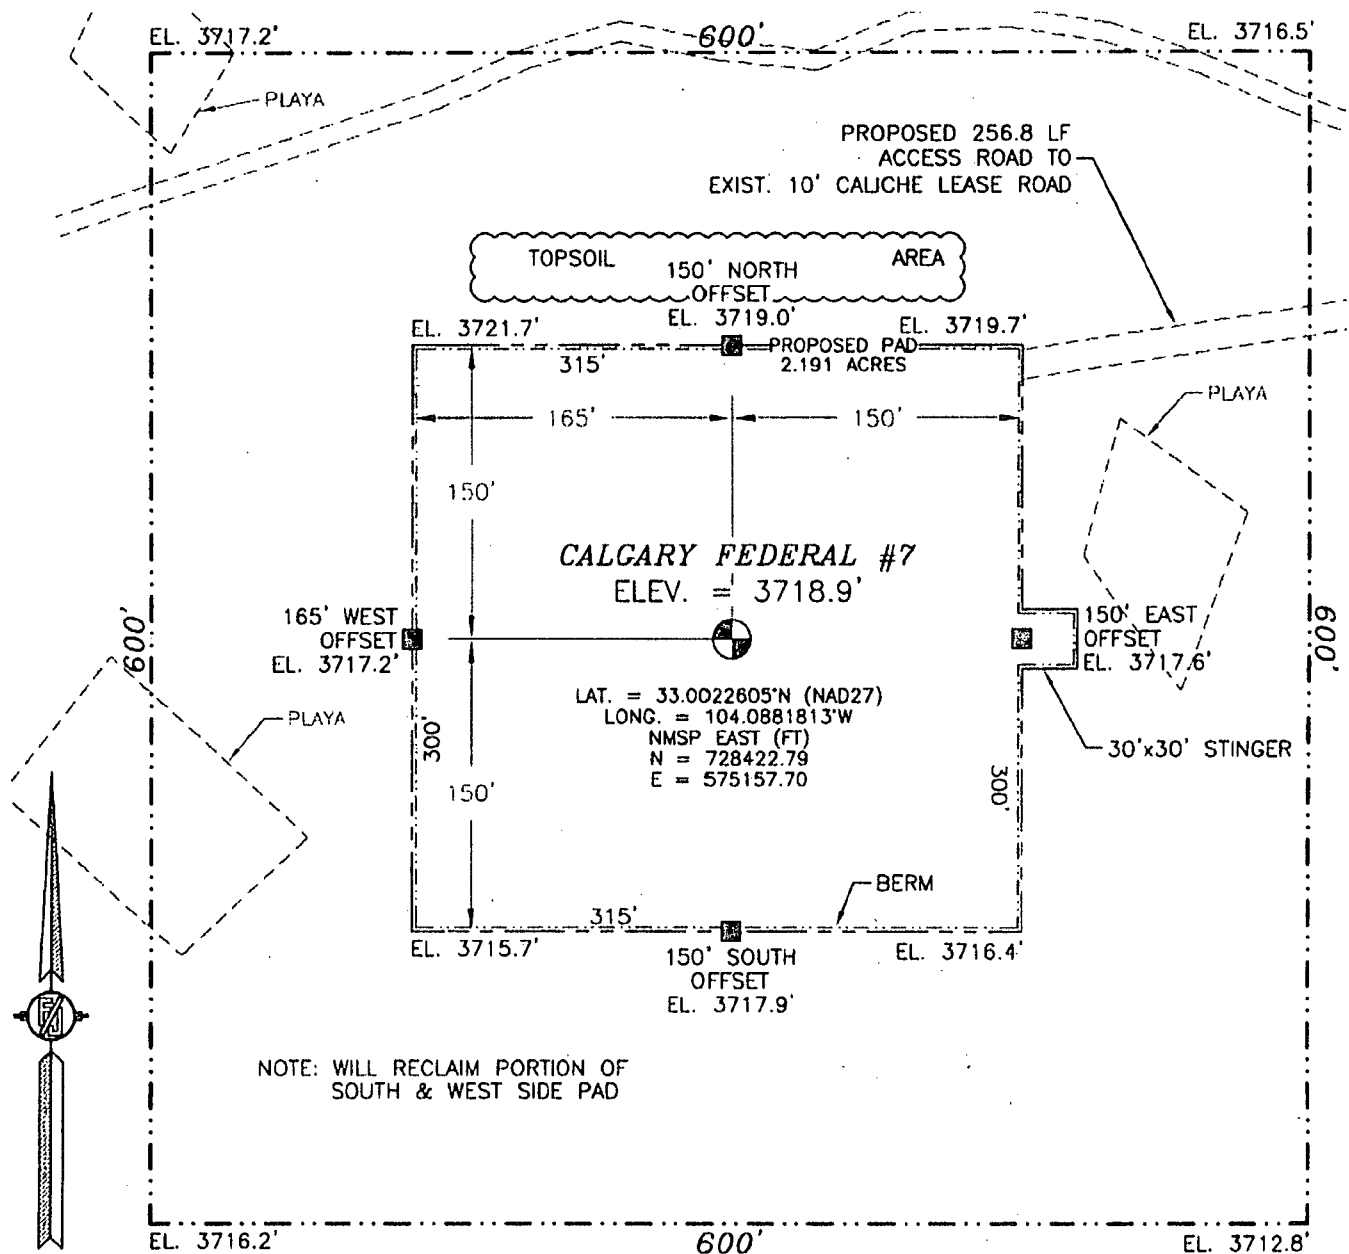 EL. 3717.2'
600'
EL. 3716.5'
PLAYA
PROPOSED 256.8 LF
ACCESS ROAD TO
EXIST. 10' CALICHE LEASE ROAD
TOPSOIL AREA
150' NORTH
OFFSET
EL. 3719.0'
EL. 3721.7'
EL. 3719.7'
PROPOSED PAD
2.191 ACRES
315'
165'
150'
PLAYA
150'
CALGARY FEDERAL #7
ELEV. = 3718.9'
165' WEST
OFFSET
EL. 3717.2'
150' EAST
OFFSET
EL. 3717.6'
600'
600'
LAT. = 33.0022605°N (NAD27)
LONG. = 104.0881813°W
NMSP EAST (FT)
N = 728422.79
E = 575157.70
PLAYA
300'
30'x30' STINGER
150'
300'
BERM
315'
EL. 3715.7'
150' SOUTH
OFFSET
EL. 3717.9'
EL. 3716.4'
NOTE: WILL RECLAIM PORTION OF
SOUTH & WEST SIDE PAD
EL. 3716.2'
600'
EL. 3712.8'